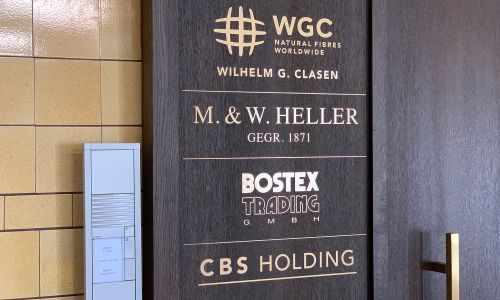 WGC
NATURAL FIBRES
WORLDWIDE
WILHELM G. CLASEN
M. & W. HELLER
GEGR. 1871
BOSTEX
TRADING
GMBH
CBS HOLDING